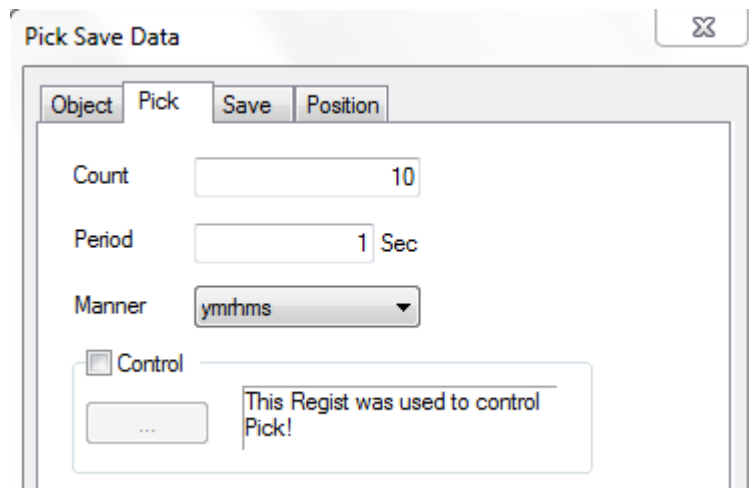 Pick Save Data
Object Pick Save Position
Count 10
Period 1 Sec
Manner ymrhms
Control
... This Regist was used to control
Pick!